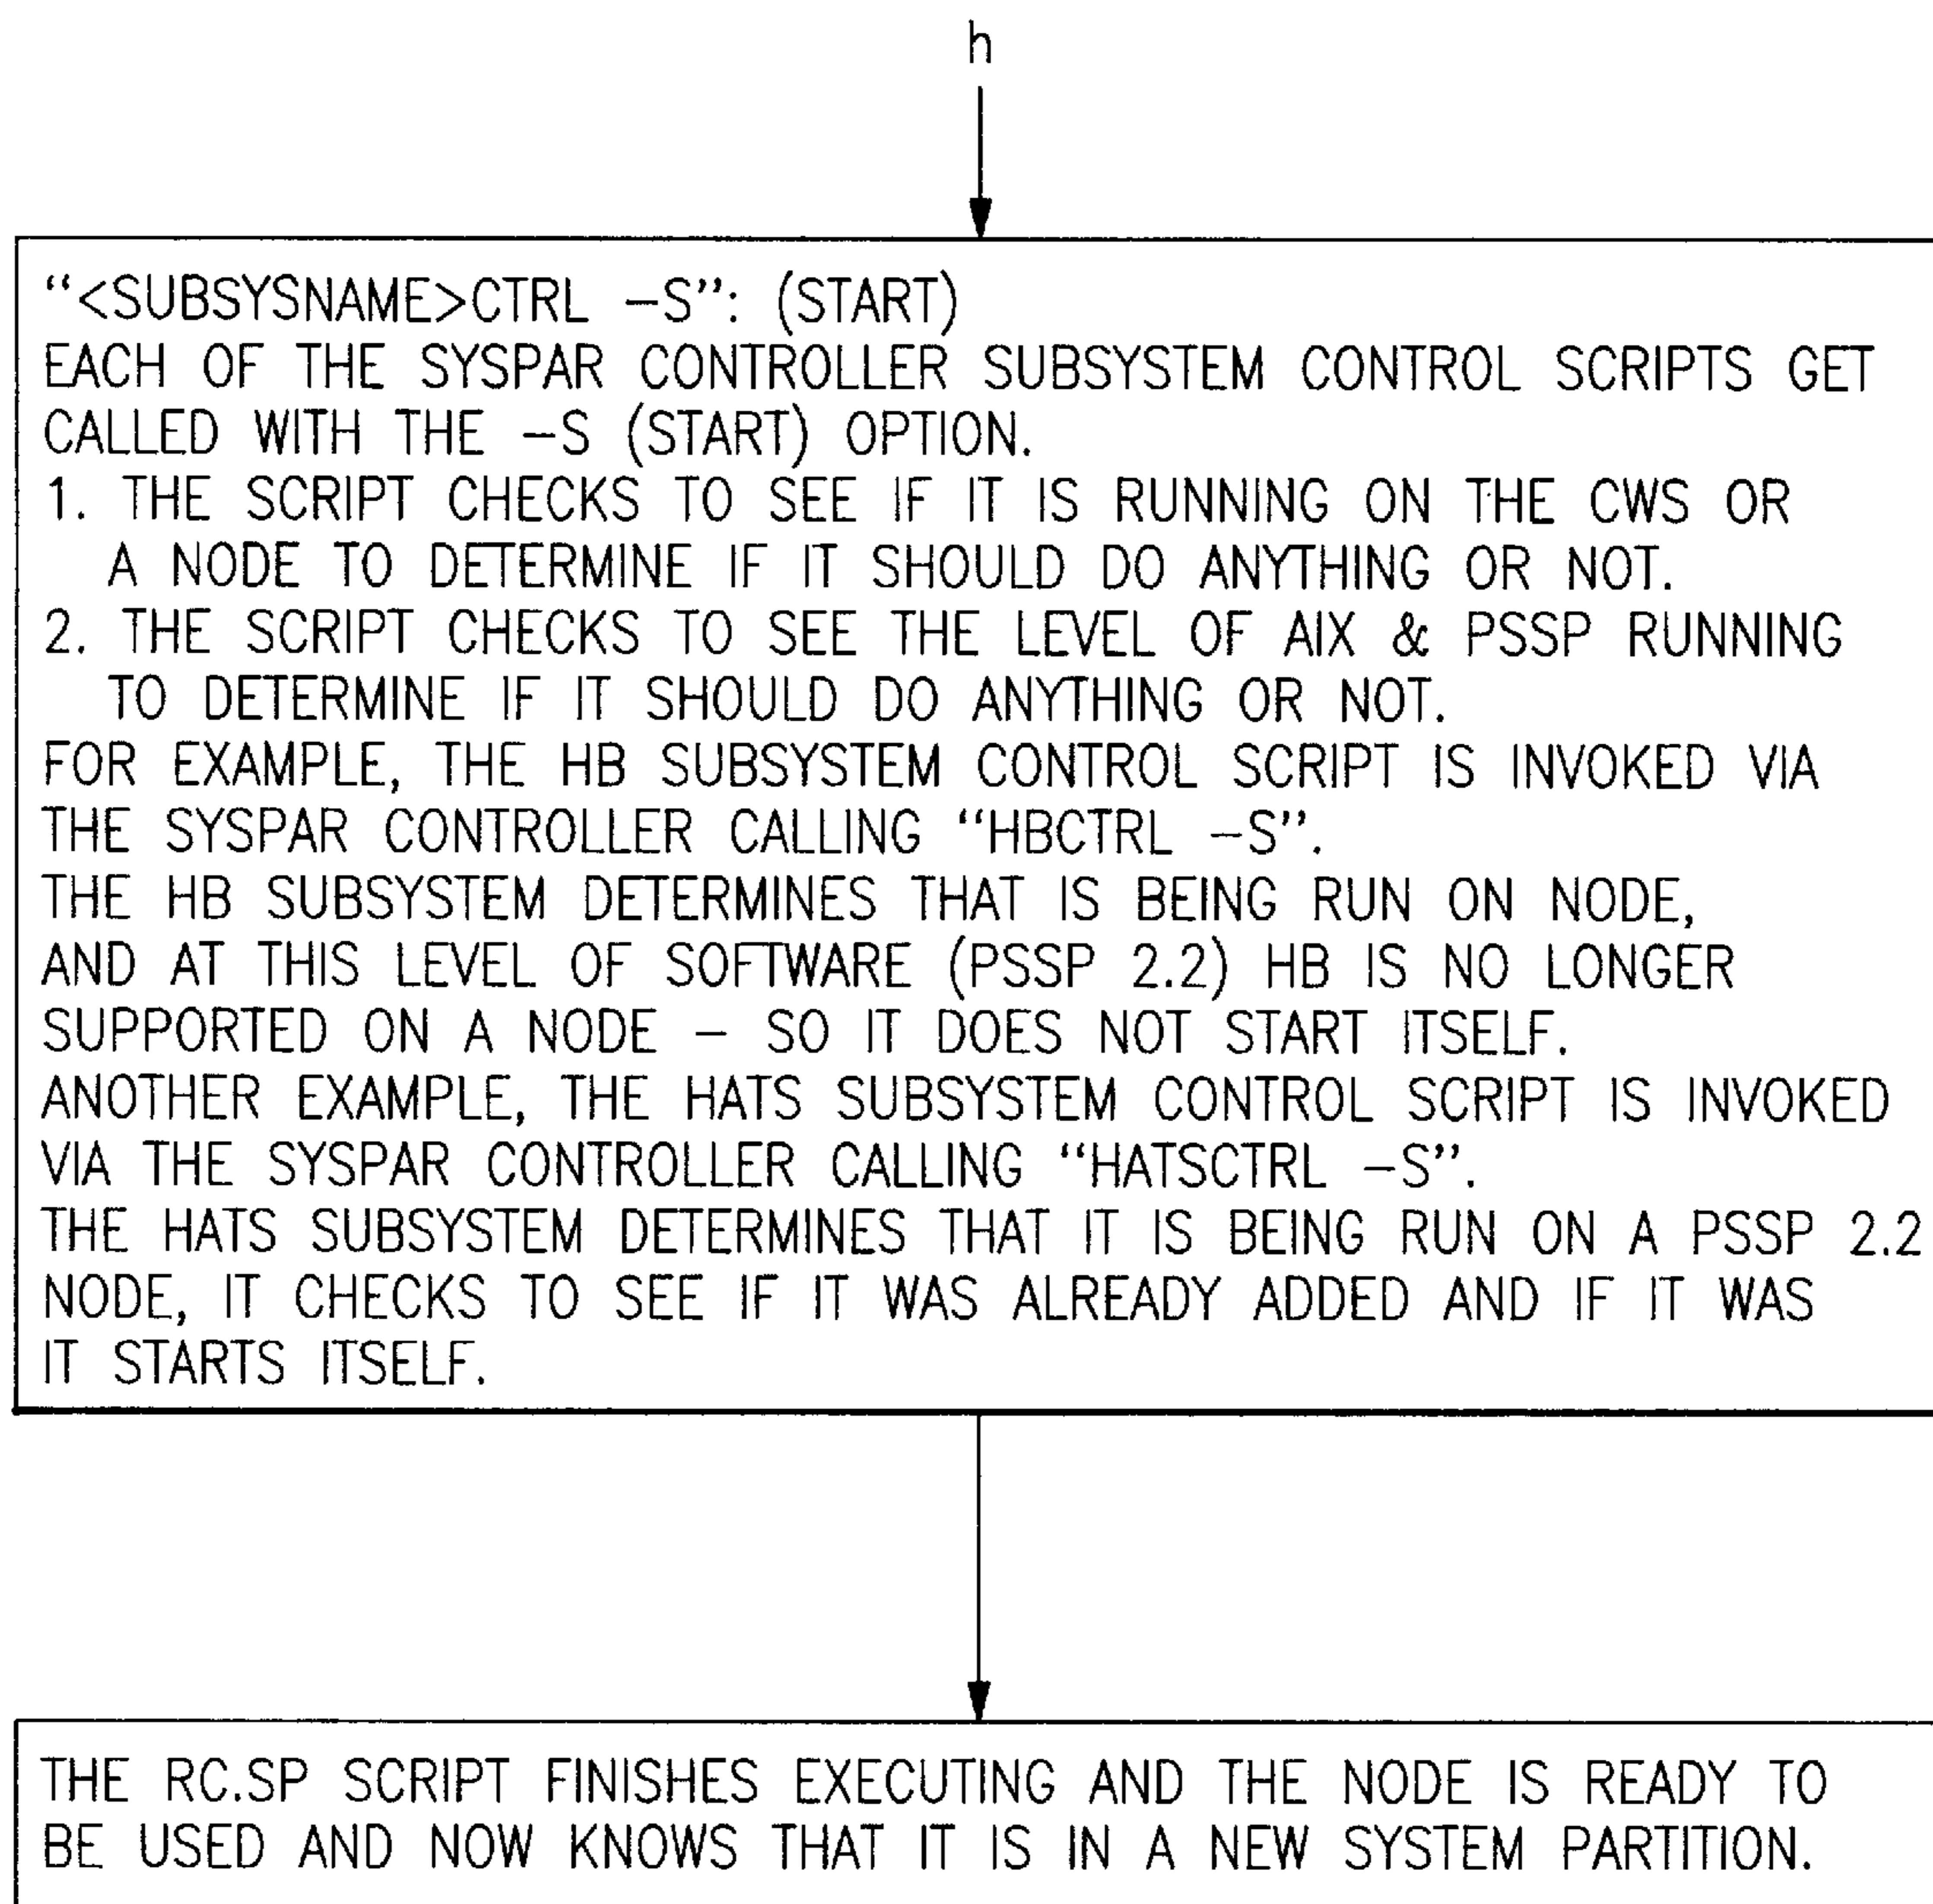 h
“<SUBSYSNAME>CTRL –S”: (START)
EACH OF THE SYSPAR CONTROLLER SUBSYSTEM CONTROL SCRIPTS GET
CALLED WITH THE –S (START) OPTION.
1. THE SCRIPT CHECKS TO SEE IF IT IS RUNNING ON THE CWS OR
A NODE TO DETERMINE IF IT SHOULD DO ANYTHING OR NOT.
2. THE SCRIPT CHECKS TO SEE THE LEVEL OF AIX & PSSP RUNNING
TO DETERMINE IF IT SHOULD DO ANYTHING OR NOT.
FOR EXAMPLE, THE HB SUBSYSTEM CONTROL SCRIPT IS INVOKED VIA
THE SYSPAR CONTROLLER CALLING “HBCTRL –S”.
THE HB SUBSYSTEM DETERMINES THAT IS BEING RUN ON NODE,
AND AT THIS LEVEL OF SOFTWARE (PSSP 2.2) HB IS NO LONGER
SUPPORTED ON A NODE – SO IT DOES NOT START ITSELF.
ANOTHER EXAMPLE, THE HATS SUBSYSTEM CONTROL SCRIPT IS INVOKED
VIA THE SYSPAR CONTROLLER CALLING “HATSCTRL –S”.
THE HATS SUBSYSTEM DETERMINES THAT IT IS BEING RUN ON A PSSP 2.2
NODE, IT CHECKS TO SEE IF IT WAS ALREADY ADDED AND IF IT WAS
IT STARTS ITSELF.
THE RC.SP SCRIPT FINISHES EXECUTING AND THE NODE IS READY TO
BE USED AND NOW KNOWS THAT IT IS IN A NEW SYSTEM PARTITION.